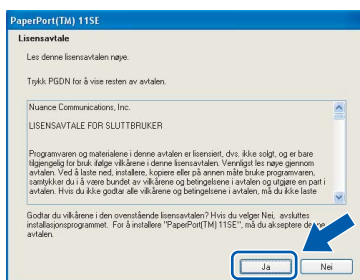 PaperPort(TM) 11SE
Lisensavtale
Les denne lisensavtalen nøye.
Trykk PGDN for å vise resten av avtalen.
Nuance Communications, Inc.
LISENSAVTALE FOR SLUTTBRUKER
Programvaren og materialene i denne avtalen er lisensiert, dvs. ikke solgt, og er bare
tilgjengelig for bruk ifølge vilkårene i denne lisensavtalen. Vennligst les nøye gjennom
avtalen. Ved å laste ned, installere, kopiere eller på annen måte bruke programvaren,
samtykker du i å være bundet av vilkårene og betingelsene i avtalen og utgjøre en part i
avtalen. Hvis du ikke godtar alle vilkårene og betingelsene i avtalen, må du ikke laste
Godtar du vilkårene i den ovenstående lisensavtalen? Hvis du velger Nei, avsluttes
installasjonsprogrammet. For å installere "PaperPort(TM) 11SE", må du akseptere
avtalen.
Ja
Nei